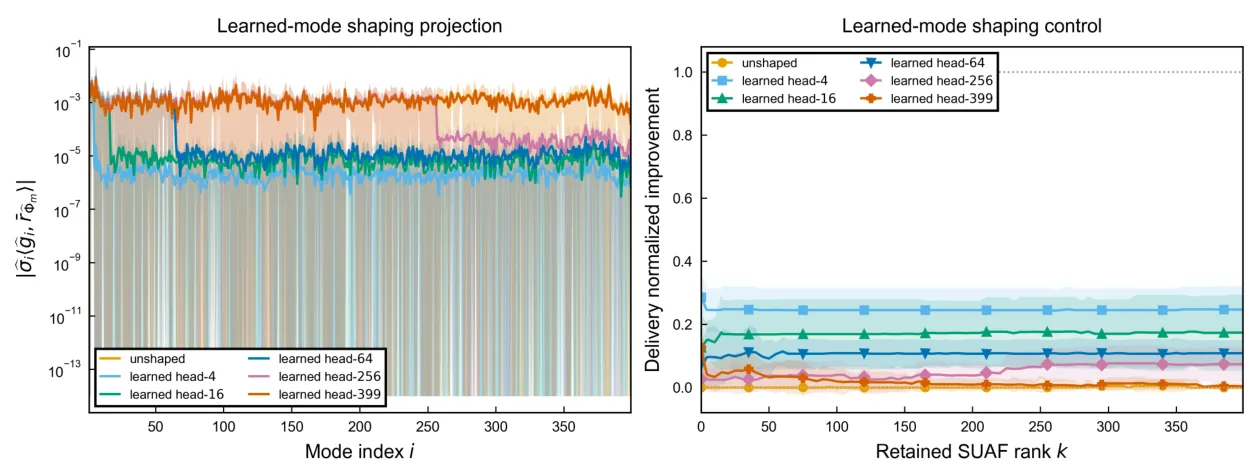 Learned-mode shaping projection
|σ̂ᵢ⟨ĝᵢ, r̄_Φ̂ₘ⟩|
10⁻¹
10⁻³
10⁻⁵
10⁻⁷
10⁻⁹
10⁻¹¹
10⁻¹³
unshaped
learned head-4
learned head-16
learned head-64
learned head-256
learned head-399
50
100
150
200
250
300
350
Mode index i
Learned-mode shaping control
Delivery normalized improvement
1.0
0.8
0.6
0.4
0.2
0.0
unshaped
learned head-4
learned head-16
learned head-64
learned head-256
learned head-399
0
50
100
150
200
250
300
350
Retained SUAF rank k